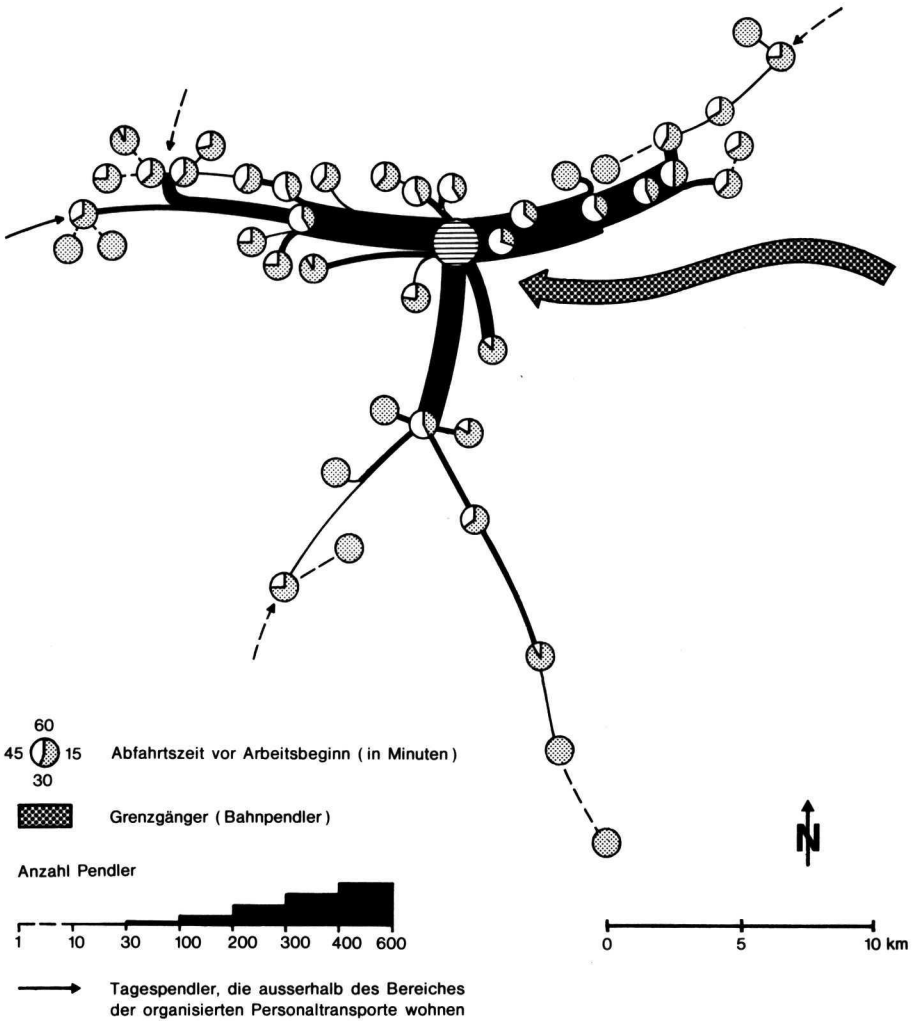 60
45 15 Abfahrtszeit vor Arbeitsbeginn (in Minuten)
30
Grenzgänger (Bahnpendler)
N
Anzahl Pendler
1 10 30 100 200 300 400 600
0 5 10 km
Tagespendler, die ausserhalb des Bereiches
der organisierten Personaltransporte wohnen